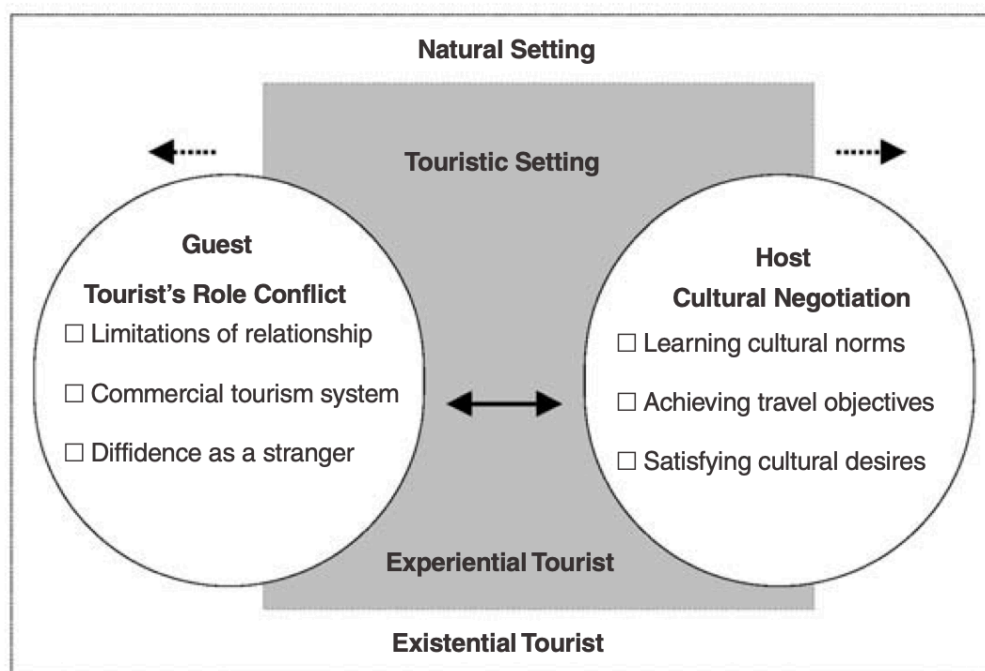 Natural Setting
Touristic Setting
Guest
Tourist's Role Conflict
☐ Limitations of relationship
☐ Commercial tourism system
☐ Diffidence as a stranger
Host
Cultural Negotiation
☐ Learning cultural norms
☐ Achieving travel objectives
☐ Satisfying cultural desires
Experiential Tourist
Existential Tourist